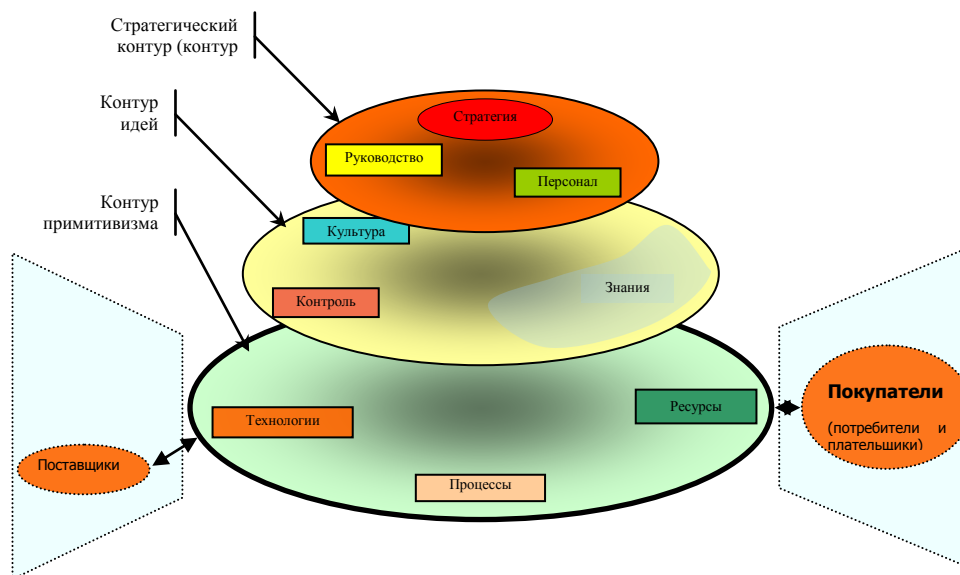 Стратегический
контур (контур
Стратегия
Контур
идей
Руководство
Персонал
Контур
примитивизма
Культура
Знания
Контроль
Покупатели
(потребители и
плательшики)
Ресурсы
Технологии
Поставщики
Процессы